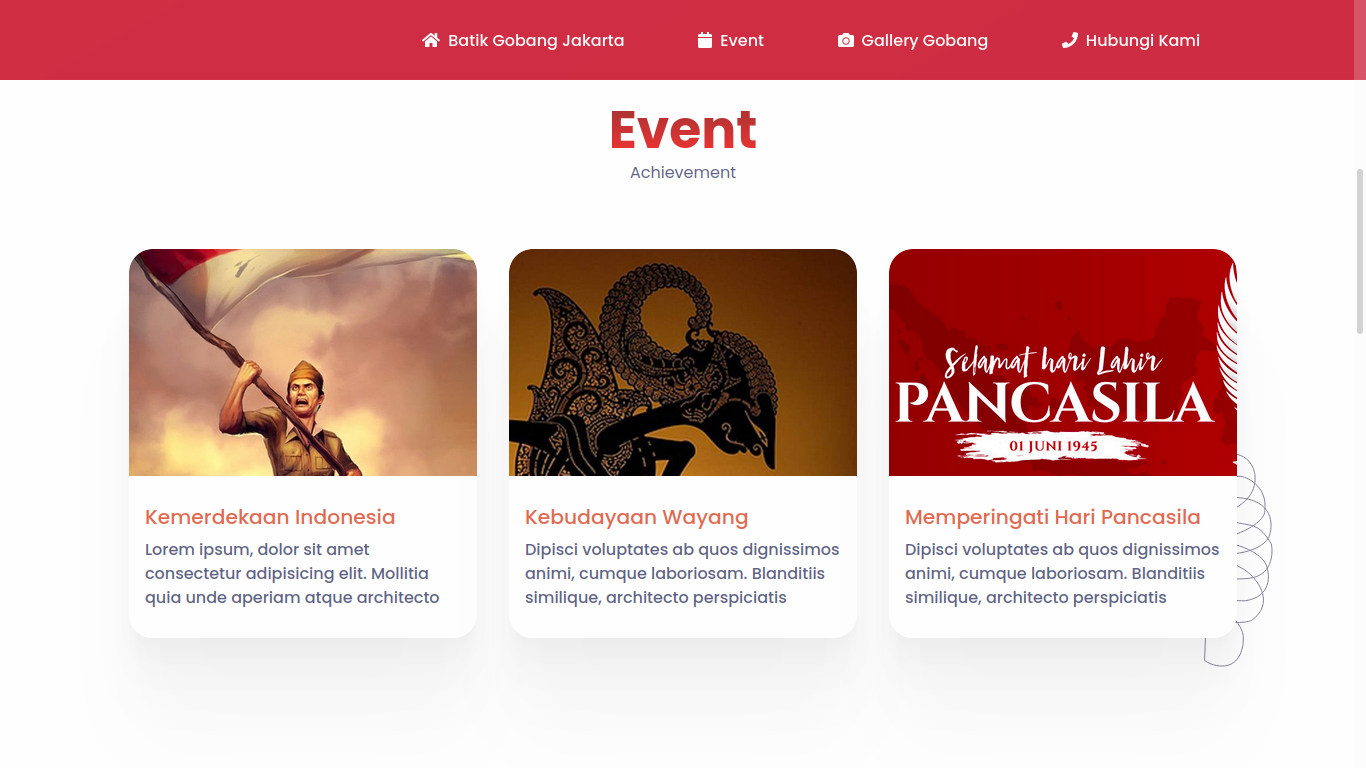 Batik Gobang Jakarta
Event
Gallery Gobang
Hubungi Kami
Event
Achievement
Selamat hari Lahir
PANCASILA
01 JUNI 1945
Kemerdekaan Indonesia
Lorem ipsum, dolor sit amet
consectetur adipisicing elit. Mollitia
quia unde aperiam atque architecto
Kebudayaan Wayang
Dipisci voluptates ab quos dignissimos
animi, cumque laboriosam. Blanditiis
similique, architecto perspiciatis
Memperingati Hari Pancasila
Dipisci voluptates ab quos dignissimos
animi, cumque laboriosam. Blanditiis
similique, architecto perspiciatis